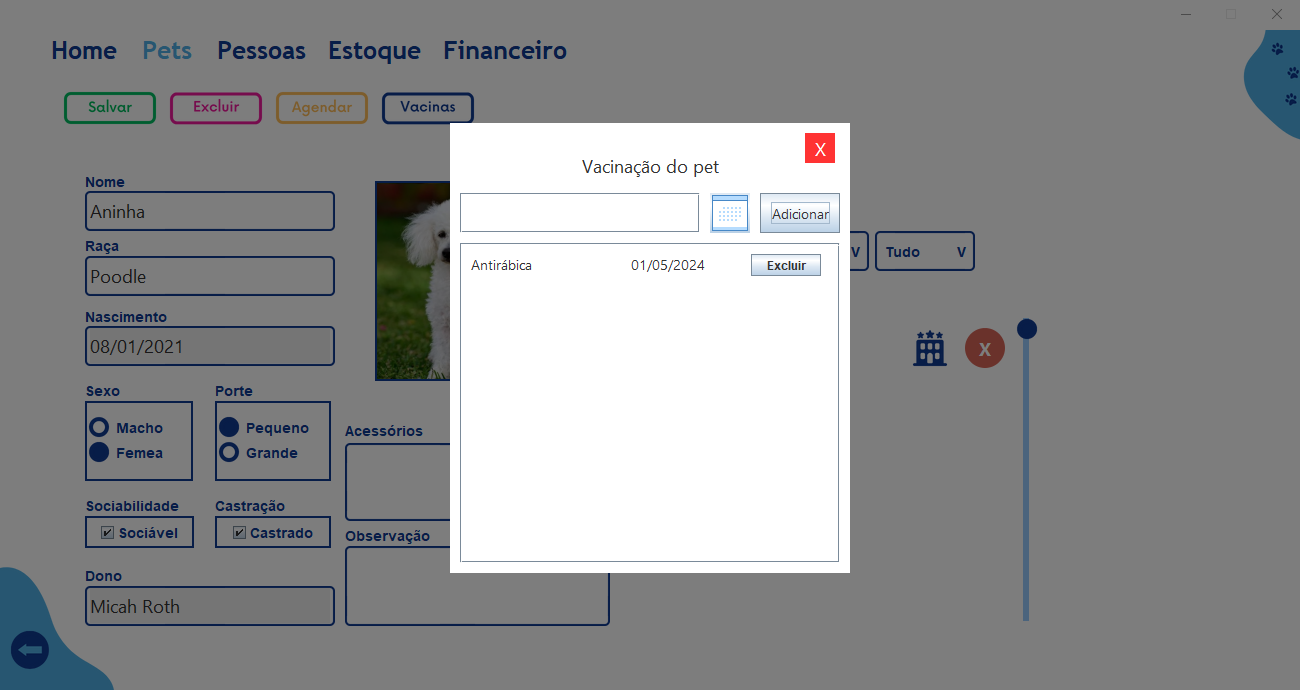 Home Pets Pessoas Estoque Financeiro
Salvar Excluir Agendar Vacinas
X
Vacinação do pet
Adicionar
Antirábica 01/05/2024 Excluir
Nome
Aninha
Raça
Poodle
Nascimento
08/01/2021
Sexo
Macho
Femea
Porte
Pequeno
Grande
Sociabilidade
Sociável
Castração
Castrado
Dono
Micah Roth
Acessórios
Observação
V Tudo V
X